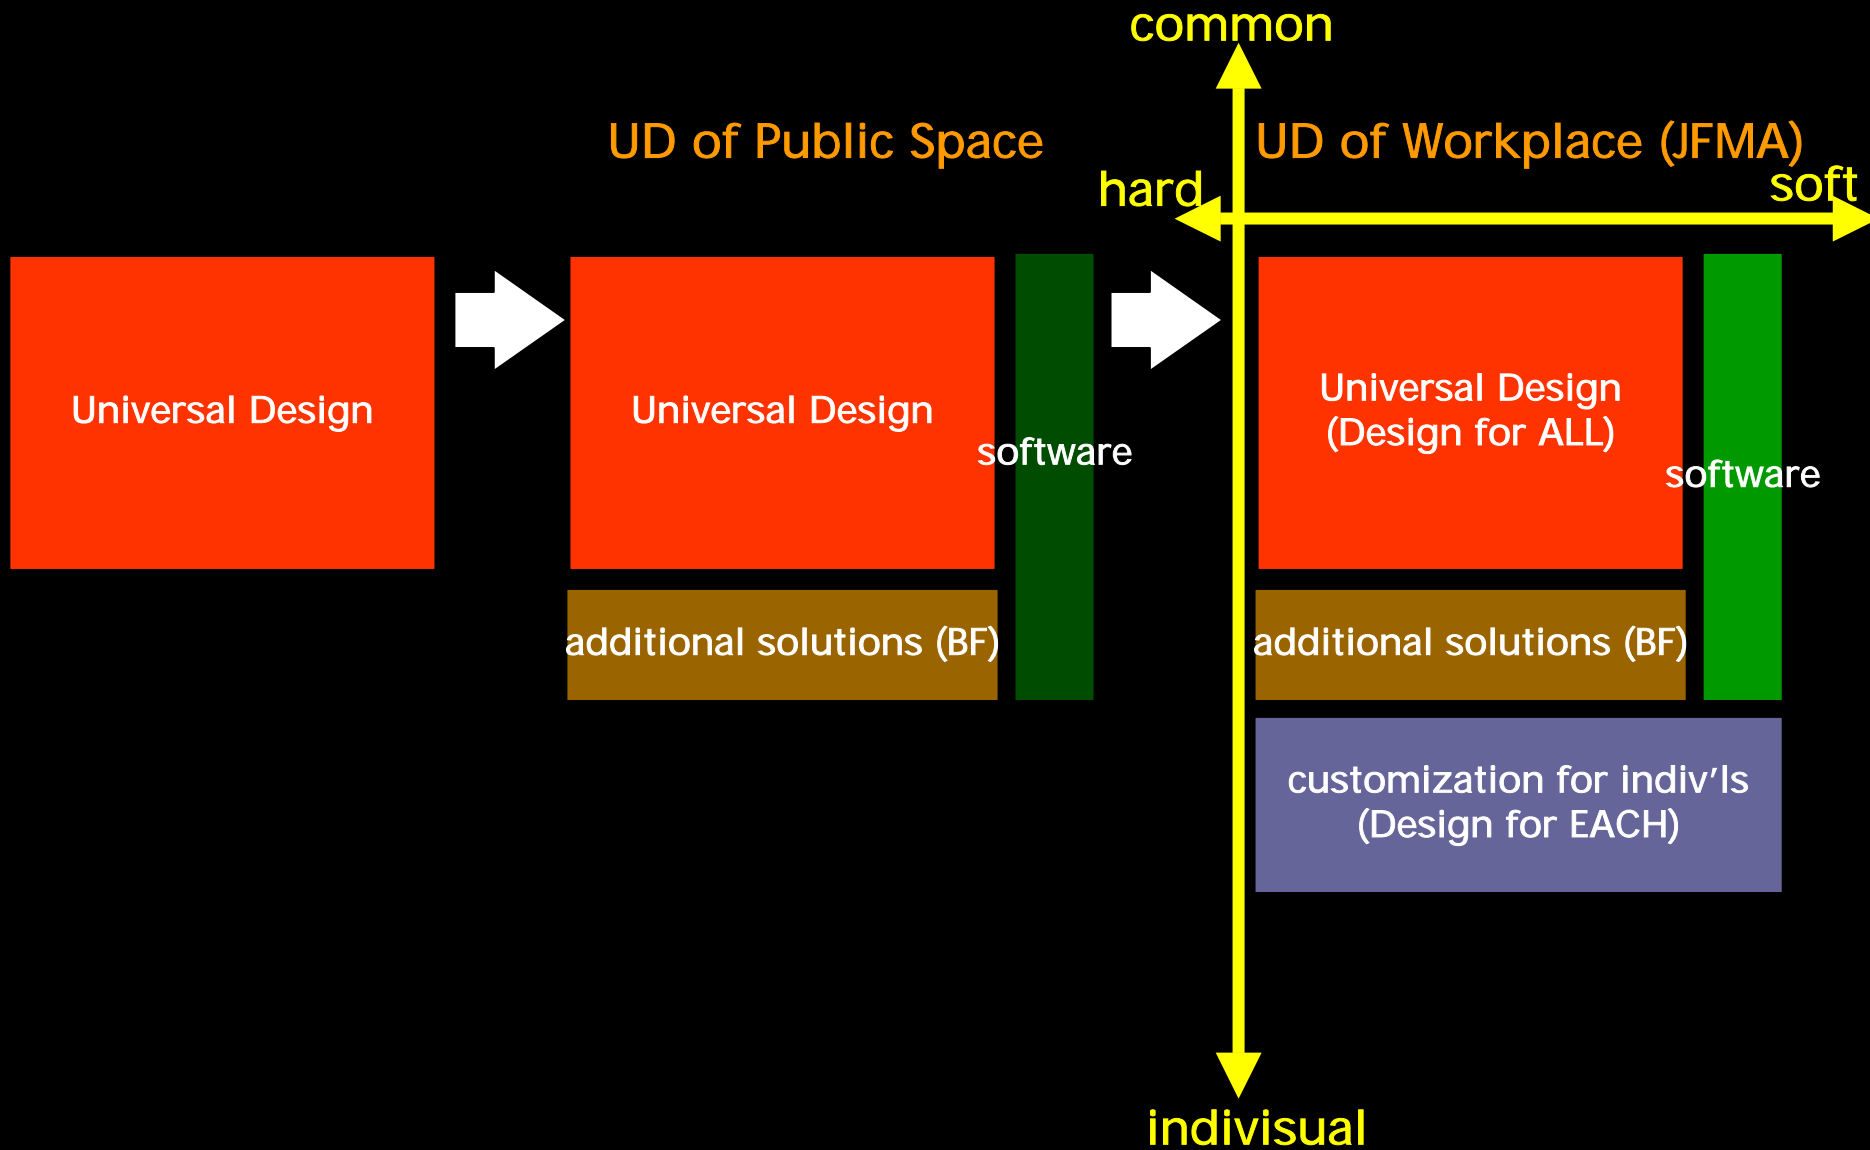 common
UD of Public Space
UD of Workplace (JFMA)
hard
soft
Universal Design
Universal Design
software
additional solutions (BF)
Universal Design
(Design for ALL)
software
additional solutions (BF)
customization for indiv’ls
(Design for EACH)
indivisual